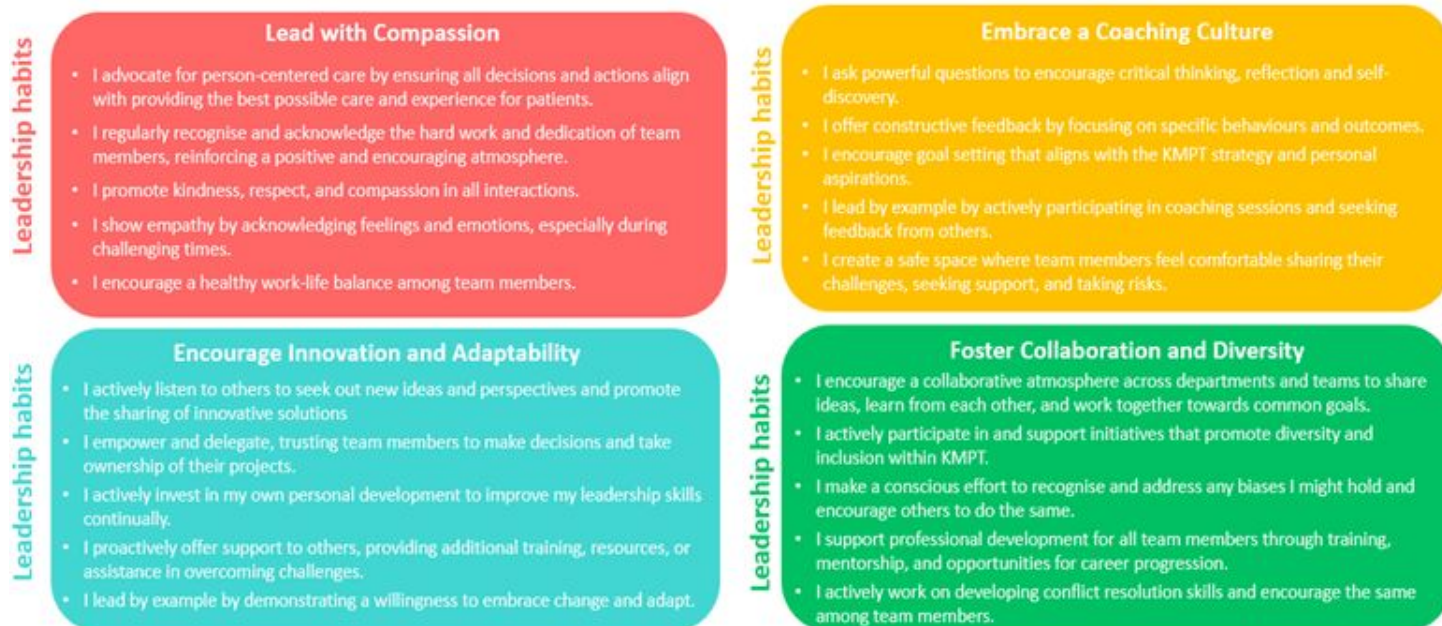 Leadership habits
Lead with Compassion
• I advocate for person-centered care by ensuring all decisions and actions align
with providing the best possible care and experience for patients.
• I regularly recognise and acknowledge the hard work and dedication of team
members, reinforcing a positive and encouraging atmosphere.
• I promote kindness, respect, and compassion in all interactions.
• I show empathy by acknowledging feelings and emotions, especially during
challenging times.
• I encourage a healthy work-life balance among team members.
Leadership habits
Embrace a Coaching Culture
• I ask powerful questions to encourage critical thinking, reflection and self-
discovery.
• I offer constructive feedback by focusing on specific behaviours and outcomes.
• I encourage goal setting that aligns with the KMPT strategy and personal
aspirations.
• I lead by example by actively participating in coaching sessions and seeking
feedback from others.
• I create a safe space where team members feel comfortable sharing their
challenges, seeking support, and taking risks.
Leadership habits
Encourage Innovation and Adaptability
• I actively listen to others to seek out new ideas and perspectives and promote
the sharing of innovative solutions
• I empower and delegate, trusting team members to make decisions and take
ownership of their projects.
• I actively invest in my own personal development to improve my leadership skills
continually.
• I proactively offer support to others, providing additional training, resources, or
assistance in overcoming challenges.
• I lead by example by demonstrating a willingness to embrace change and adapt.
Leadership habits
Foster Collaboration and Diversity
• I encourage a collaborative atmosphere across departments and teams to share
ideas, learn from each other, and work together towards common goals.
• I actively participate in and support initiatives that promote diversity and
inclusion within KMPT.
• I make a conscious effort to recognise and address any biases I might hold and
encourage others to do the same.
• I support professional development for all team members through training,
mentorship, and opportunities for career progression.
• I actively work on developing conflict resolution skills and encourage the same
among team members.